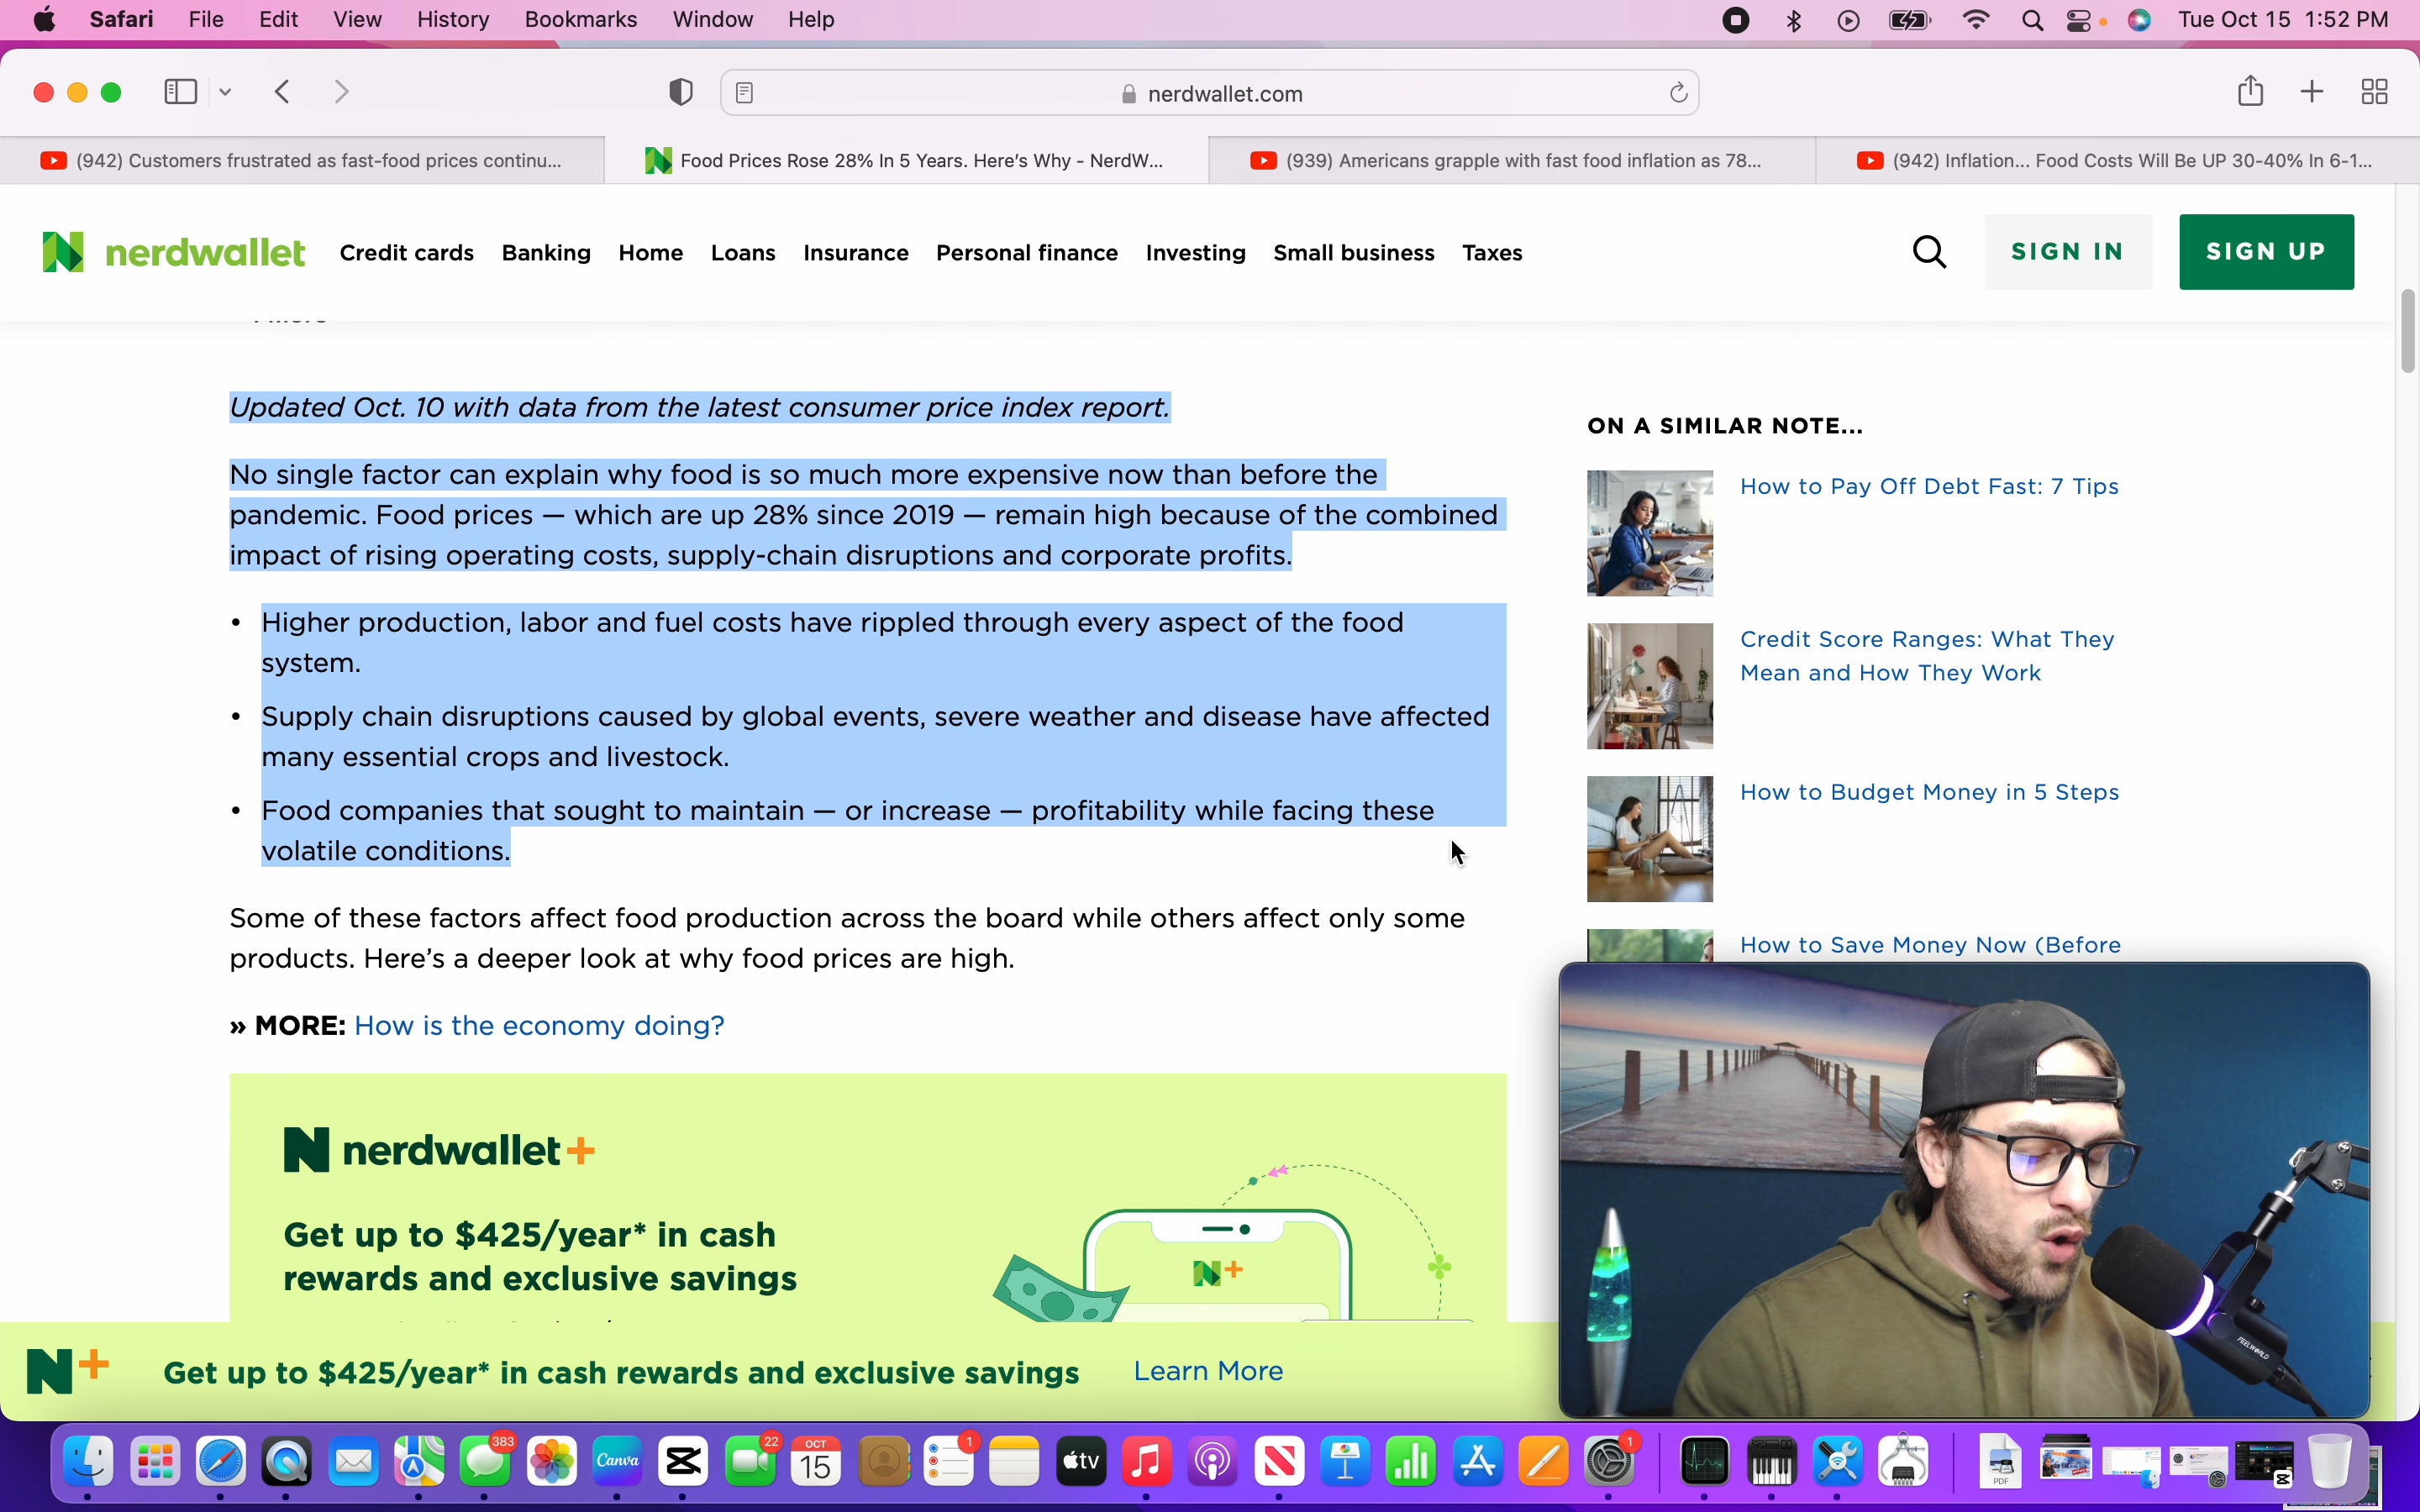 Safari File Edit View History Bookmarks Window Help Tue Oct 15 1:52 PM
nerdwallet.com
(942) Customers frustrated as fast-food prices continu...
Food Prices Rose 28% In 5 Years. Here's Why - NerdW...
(939) Americans grapple with fast food inflation as 78...
(942) Inflation... Food Costs Will Be UP 30-40% In 6-1...
nerdwallet Credit cards Banking Home Loans Insurance Personal finance Investing Small business Taxes SIGN IN SIGN UP
Updated Oct. 10 with data from the latest consumer price index report.
No single factor can explain why food is so much more expensive now than before the
pandemic. Food prices — which are up 28% since 2019 — remain high because of the combined
impact of rising operating costs, supply-chain disruptions and corporate profits.
• Higher production, labor and fuel costs have rippled through every aspect of the food
system.
• Supply chain disruptions caused by global events, severe weather and disease have affected
many essential crops and livestock.
• Food companies that sought to maintain — or increase — profitability while facing these
volatile conditions.
Some of these factors affect food production across the board while others affect only some
products. Here's a deeper look at why food prices are high.
» MORE: How is the economy doing?
ON A SIMILAR NOTE...
How to Pay Off Debt Fast: 7 Tips
Credit Score Ranges: What They
Mean and How They Work
How to Budget Money in 5 Steps
How to Save Money Now (Before
N nerdwallet+
Get up to $425/year* in cash
rewards and exclusive savings
N+
N+ Get up to $425/year* in cash rewards and exclusive savings Learn More
FEELWORLD
383
Canva
22
OCT
15
1
tv
1
PDF